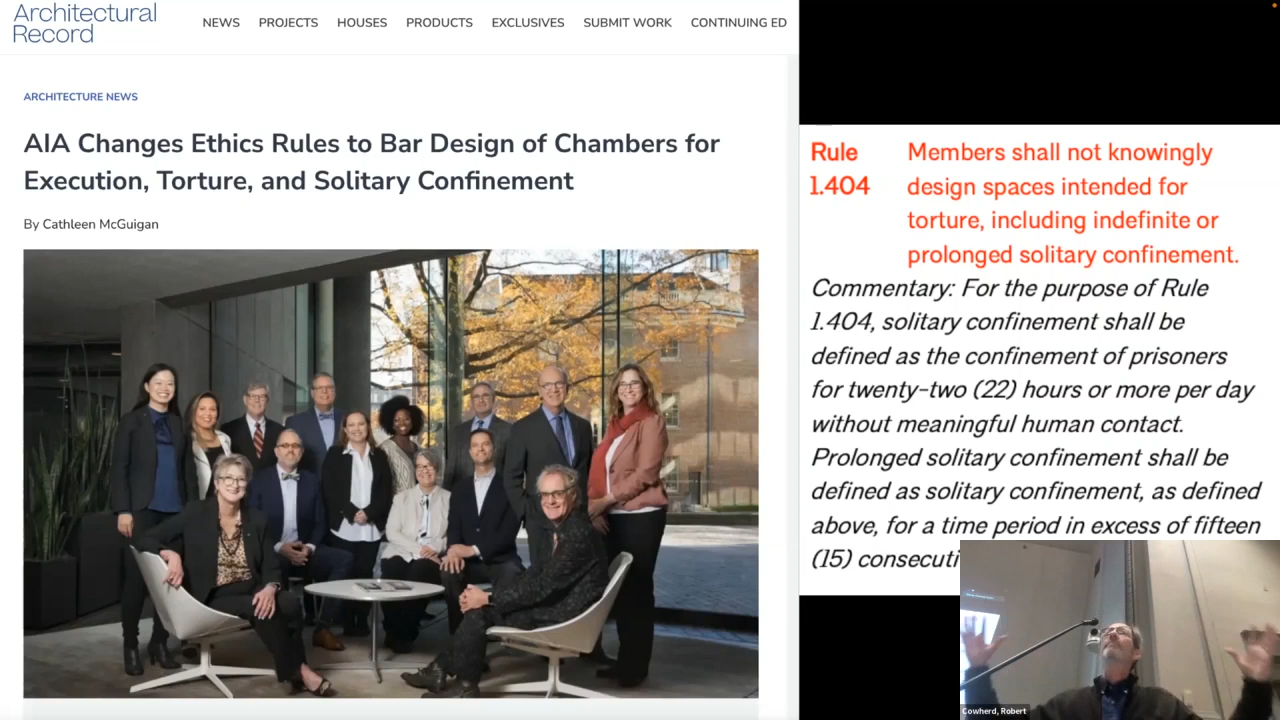 Architectural
Record
NEWS PROJECTS HOUSES PRODUCTS EXCLUSIVES SUBMIT WORK CONTINUING ED
ARCHITECTURE NEWS
AIA Changes Ethics Rules to Bar Design of Chambers for
Execution, Torture, and Solitary Confinement
By Cathleen McGuigan
Rule
1.404
Members shall not knowingly
design spaces intended for
torture, including indefinite or
prolonged solitary confinement.
Commentary: For the purpose of Rule
1.404, solitary confinement shall be
defined as the confinement of prisoners
for twenty-two (22) hours or more per day
without meaningful human contact.
Prolonged solitary confinement shall be
defined as solitary confinement, as defined
above, for a time period in excess of fifteen
(15) consecuti
Cowherd, Robert